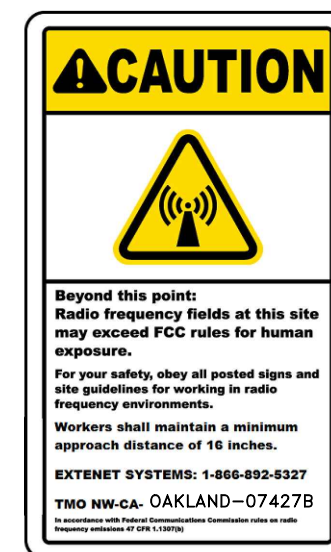 CAUTION
Beyond this point:
Radio frequency fields at this site
may exceed FCC rules for human
exposure.
For your safety, obey all posted signs and
site guidelines for working in radio
frequency environments.
Workers shall maintain a minimum
approach distance of 16 inches.
EXTENET SYSTEMS: 1-866-892-5327
TMO NW-CA- OAKLAND-07427B
In accordance with Federal Communications Commission rules on radio
frequency emissions 47 CFR 1.1307(b)